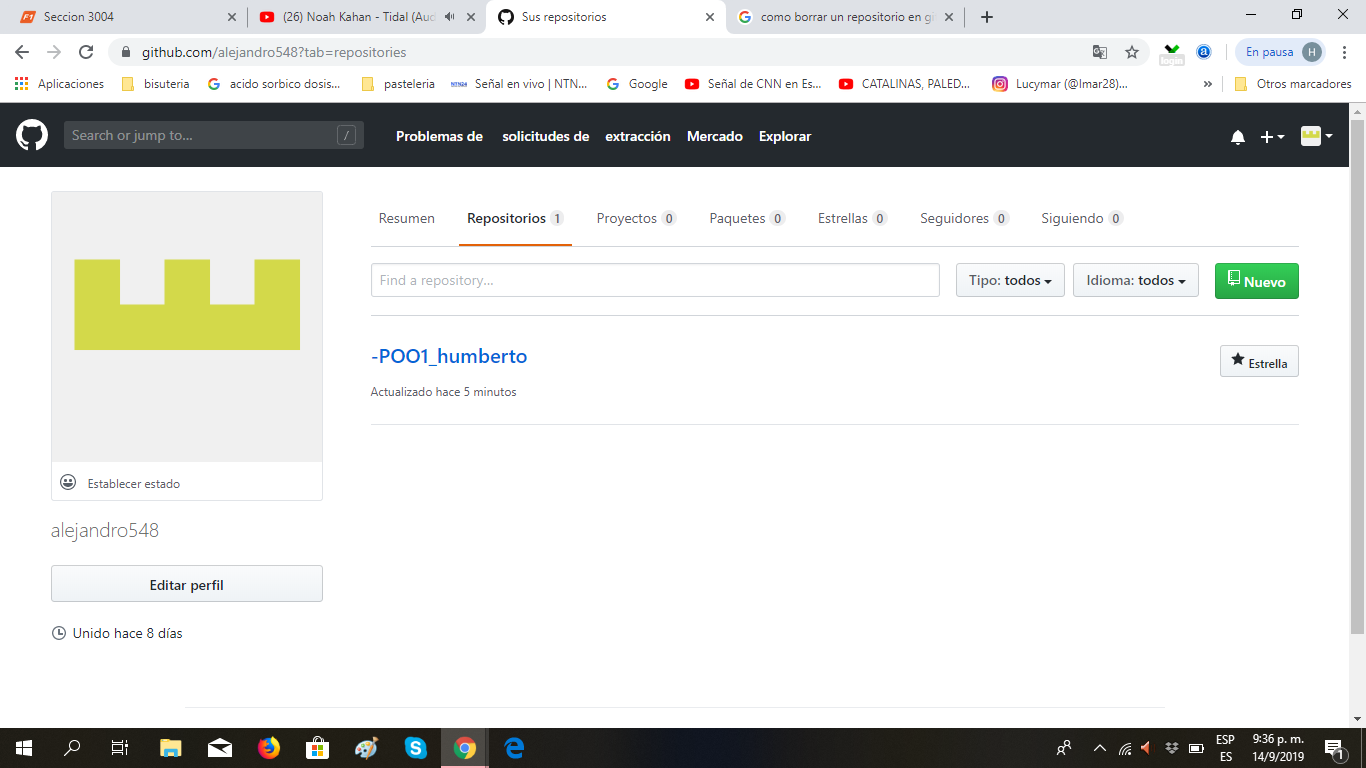 Seccion 3004
(26) Noah Kahan - Tidal (Aud
Sus repositorios
como borrar un repositorio en gi
github.com/alejandro548?tab=repositories
login
a
En pausa
H
Aplicaciones
bisuteria
acido sorbico dosis...
pasteleria
Señal en vivo | NTN...
Google
Señal de CNN en Es...
CATALINAS, PALED...
Lucymar (@lmar28)...
»
Otros marcadores
Search or jump to...
/
Problemas de
solicitudes de
extracción
Mercado
Explorar
Resumen
Repositorios 1
Proyectos 0
Paquetes 0
Estrellas 0
Seguidores 0
Siguiendo 0
Find a repository...
Tipo: todos
Idioma: todos
Nuevo
-POO1_humberto
Estrella
Actualizado hace 5 minutos
Establecer estado
alejandro548
Editar perfil
Unido hace 8 días
ESP
ES
9:36 p. m.
14/9/2019
1